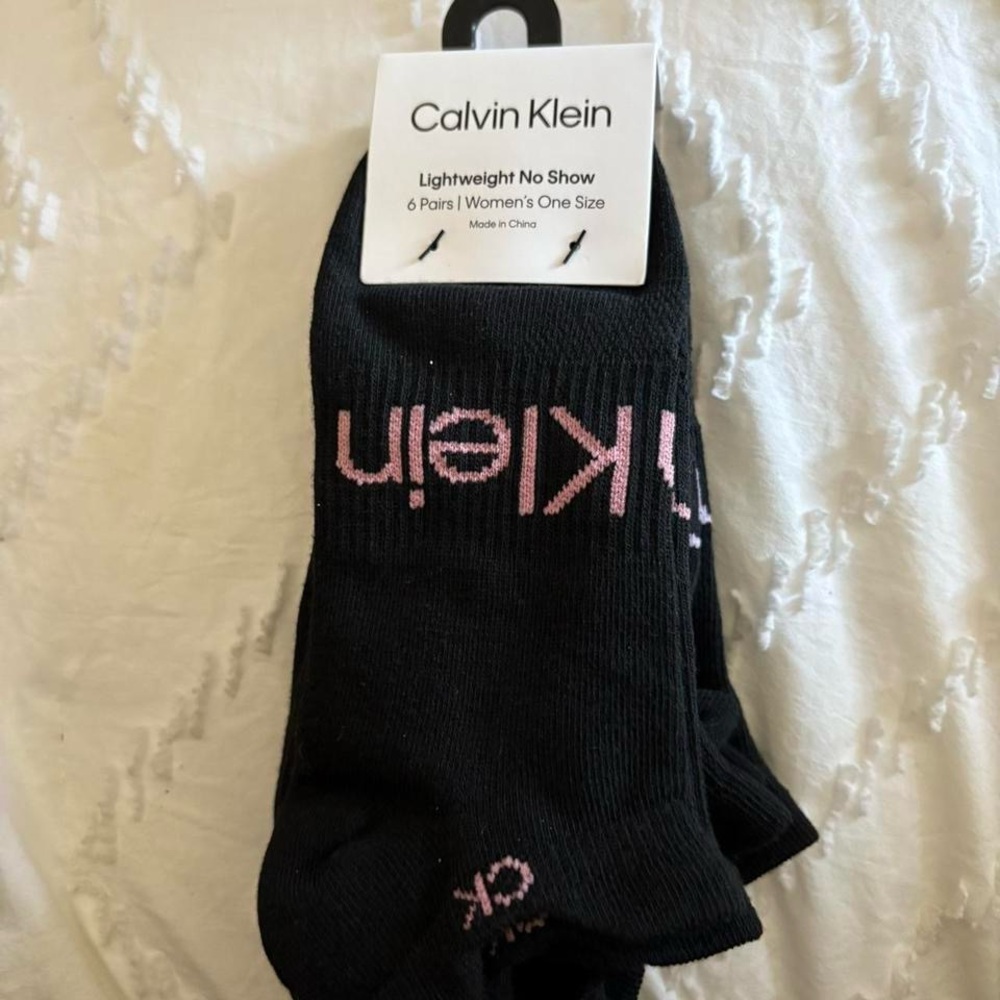 Calvin Klein
Lightweight No Show
6 Pairs | Women's One Size
Made in China
Klein
CK